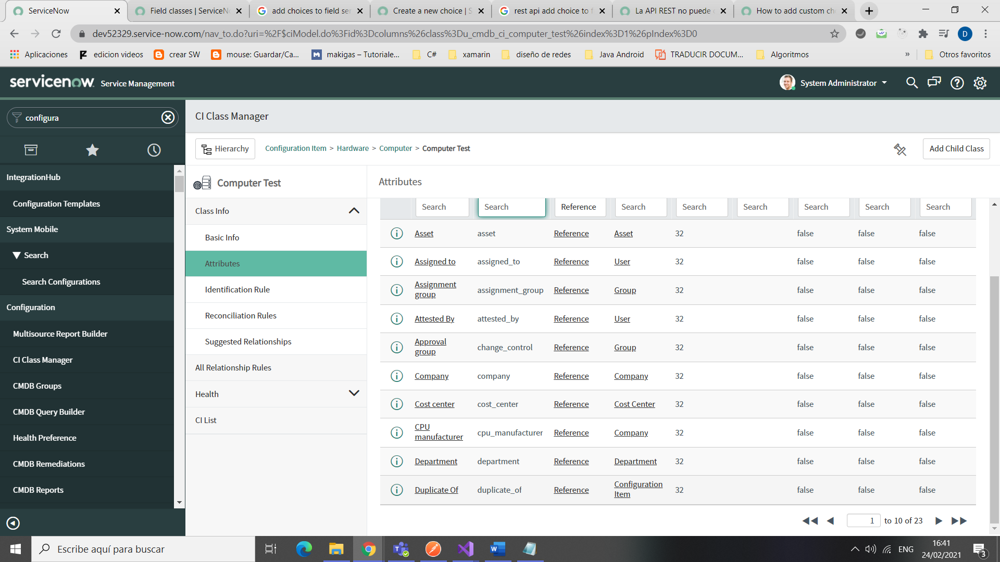 ServiceNow
Field classes | ServiceN
add choices to field ser
Create a new choice | S
rest api add choice to f
La API REST no puede
How to add custom ch
dev52329.service-now.com/nav_to.do?uri=%2F$ciModel.do%3Fid%3Dcolumns%26class%3Du_cmdb_ci_computer_test%26index%3D1%26pIndex%3D0
D
Aplicaciones
edicion videos
crear SW
mouse: Guardar/Ca...
makigas – Tutoriale...
C#
xamarin
diseño de redes
Java Android
TRADUCIR DOCUM...
Algoritmos
»
Otros favoritos
servicenow
Service Management
System Administrator
configura
CI Class Manager
Hierarchy
Configuration Item > Hardware > Computer > Computer Test
Add Child Class
IntegrationHub
Configuration Templates
System Mobile
Search
Search Configurations
Configuration
Multisource Report Builder
CI Class Manager
CMDB Groups
CMDB Query Builder
Health Preference
CMDB Remediations
CMDB Reports
Computer Test
Class Info
Basic Info
Attributes
Identification Rule
Reconciliation Rules
Suggested Relationships
All Relationship Rules
Health
CI List
Attributes
Search Search Reference Search Search Search Search Search Search
Asset asset Reference Asset 32 false false false
Assigned to assigned_to Reference User 32 false false false
Assignment
group assignment_group Reference Group 32 false false false
Attested By attested_by Reference User 32 false false false
Approval
group change_control Reference Group 32 false false false
Company company Reference Company 32 false false false
Cost center cost_center Reference Cost Center 32 false false false
CPU
manufacturer cpu_manufacturer Reference Company 32 false false false
Department department Reference Department 32 false false false
Duplicate Of duplicate_of Reference Configuration
Item 32 false false false
1 to 10 of 23
Escribe aquí para buscar
ENG
16:41
24/02/2021
3